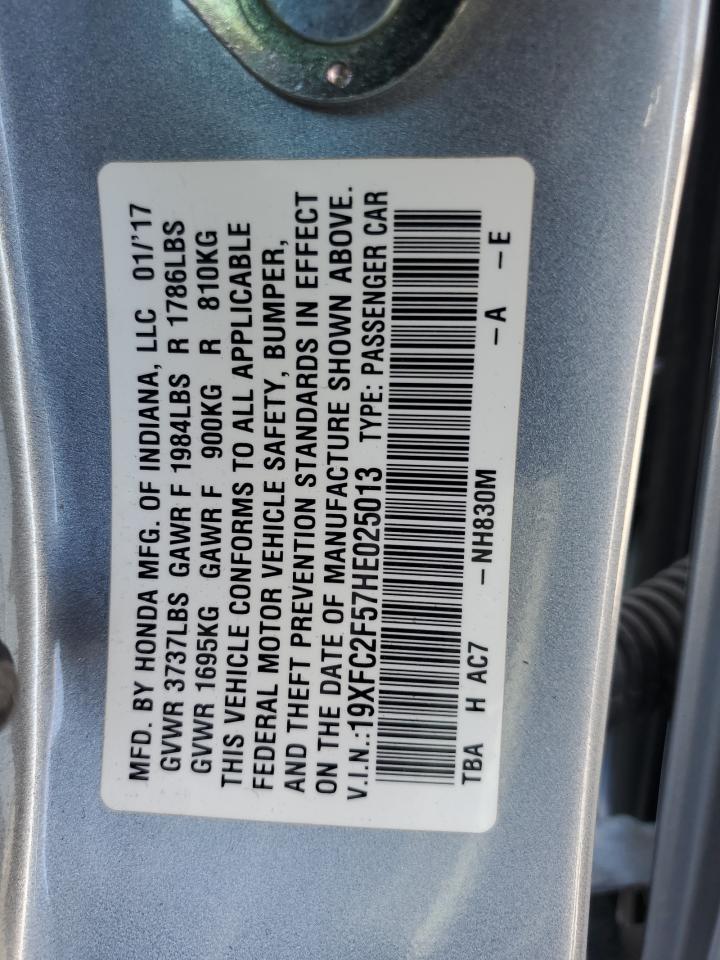 MFD. BY HONDA MFG. OF INDIANA, LLC 01/'17
GVWR 3737LBS GAWR F 1984LBS R 1786LBS
GVWR 1695KG GAWR F 900KG R 810KG
THIS VEHICLE CONFORMS TO ALL APPLICABLE
FEDERAL MOTOR VEHICLE SAFETY, BUMPER,
AND THEFT PREVENTION STANDARDS IN EFFECT
ON THE DATE OF MANUFACTURE SHOWN ABOVE.
V.I.N.:19XFC2F57HE025013 TYPE: PASSENGER CAR
TBA H AC7 -NH830M -A -E